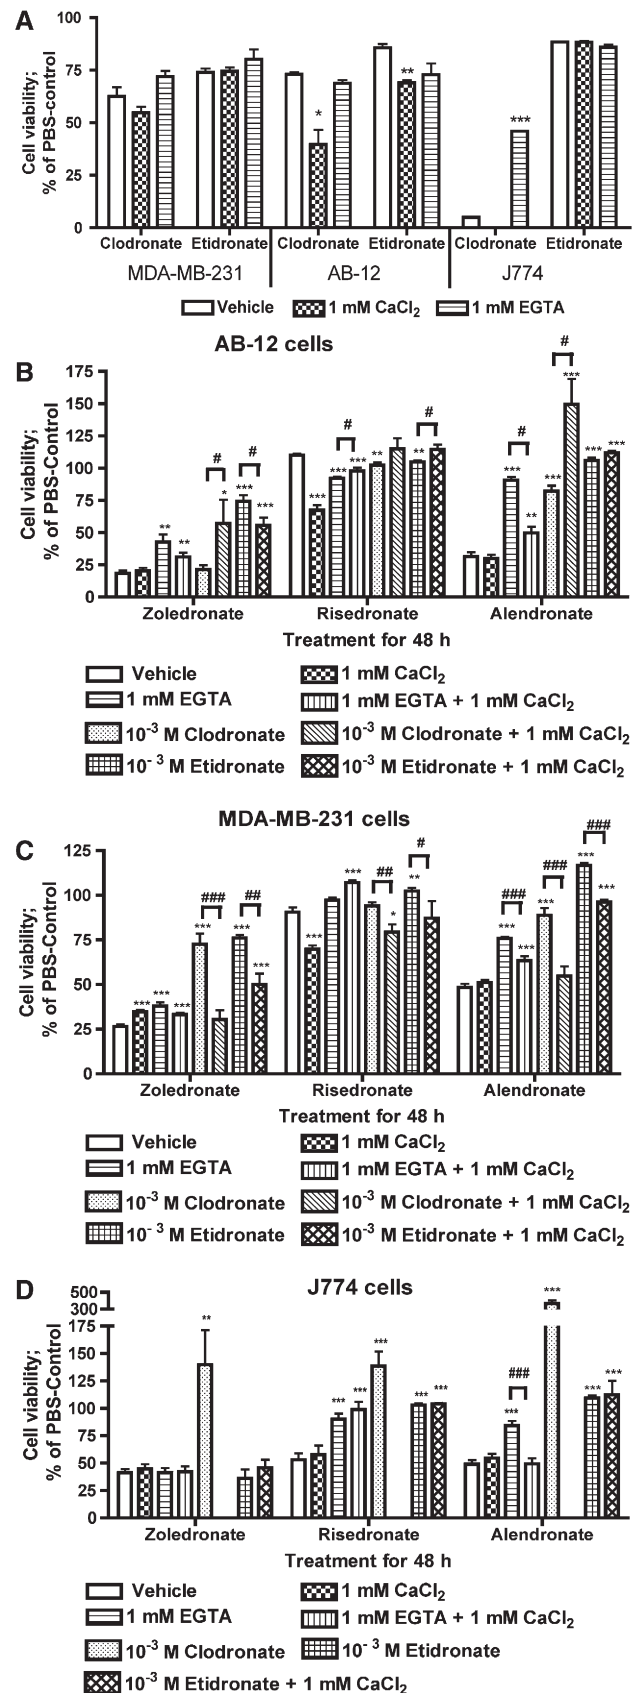 A
Cell viability;
% of PBS-control
100
75
50
25
0
*
**
***
Clodronate Etidronate Clodronate Etidronate Clodronate Etidronate
MDA-MB-231 AB-12 J774
Vehicle 1 mM CaCl2 1 mM EGTA
AB-12 cells
B
Cell viability;
% of PBS-Control
175
150
125
100
75
50
25
0
** ** # * *** # ***
*** *** # *** ** ** #
*** # ** *** # *** *** ***
Zoledronate Risedronate Alendronate
Treatment for 48 h
Vehicle 1 mM CaCl2
1 mM EGTA 1 mM EGTA + 1 mM CaCl2
10-3 M Clodronate 10-3 M Clodronate + 1 mM CaCl2
10- 3 M Etidronate 10-3 M Etidronate + 1 mM CaCl2
MDA-MB-231 cells
C
Cell viability;
% of PBS-Control
125
100
75
50
25
0
*** *** *** *** ### *** ## ***
*** *** ## * ** #
*** ### *** *** ### *** ### ***
Zoledronate Risedronate Alendronate
Treatment for 48 h
Vehicle 1 mM CaCl2
1 mM EGTA 1 mM EGTA + 1 mM CaCl2
10-3 M Clodronate 10-3 M Clodronate + 1 mM CaCl2
10- 3 M Etidronate 10-3 M Etidronate + 1 mM CaCl2
J774 cells
D
Cell viability;
% of PBS-Control
500
300
175
150
125
100
75
50
25
0
**
*** *** *** *** ***
*** ### *** *** ***
Zoledronate Risedronate Alendronate
Treatment for 48 h
Vehicle 1 mM CaCl2
1 mM EGTA 1 mM EGTA + 1 mM CaCl2
10-3 M Clodronate 10- 3 M Etidronate
10-3 M Etidronate + 1 mM CaCl2